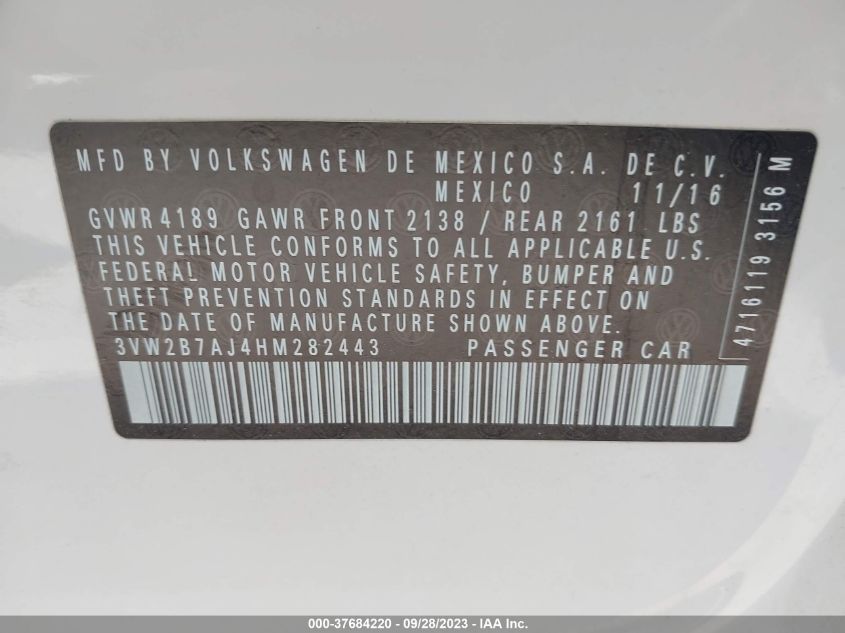 MFD BY VOLKSWAGEN DE MEXICO S.A. DE C.V.
MEXICO 11/16
GVWR 4189 GAWR FRONT 2138 / REAR 2161 LBS
THIS VEHICLE CONFORMS TO ALL APPLICABLE U.S.
FEDERAL MOTOR VEHICLE SAFETY, BUMPER AND
THEFT PREVENTION STANDARDS IN EFFECT ON
THE DATE OF MANUFACTURE SHOWN ABOVE.
3VW2B7AJ4HM282443 PASSENGER CAR
4716119 3156 M
000-37684220 - 09/28/2023 - IAA Inc.